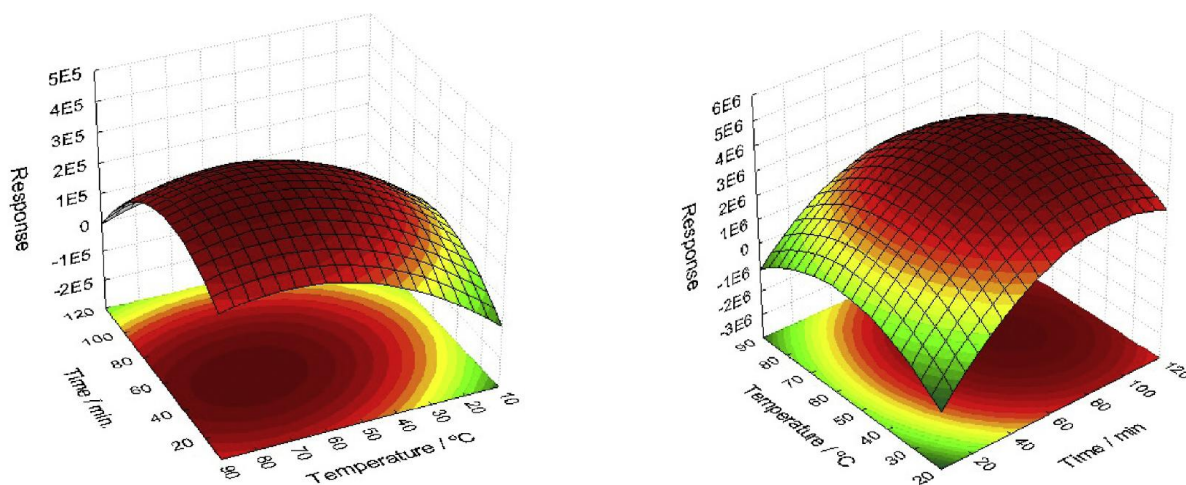 5E5
4E5
3E5
2E5
1E5
0
-1E5
-2E5
Response
120
100
80
60
40
20
Time / min.
90
80
70
60
50
40
30
20
10
Temperature / ºC
6E6
5E6
4E6
3E6
2E6
1E6
0
-1E6
-2E6
-3E6
Response
90
80
70
60
50
40
30
20
Temperature / ºC
20
40
60
80
100
120
Time / min